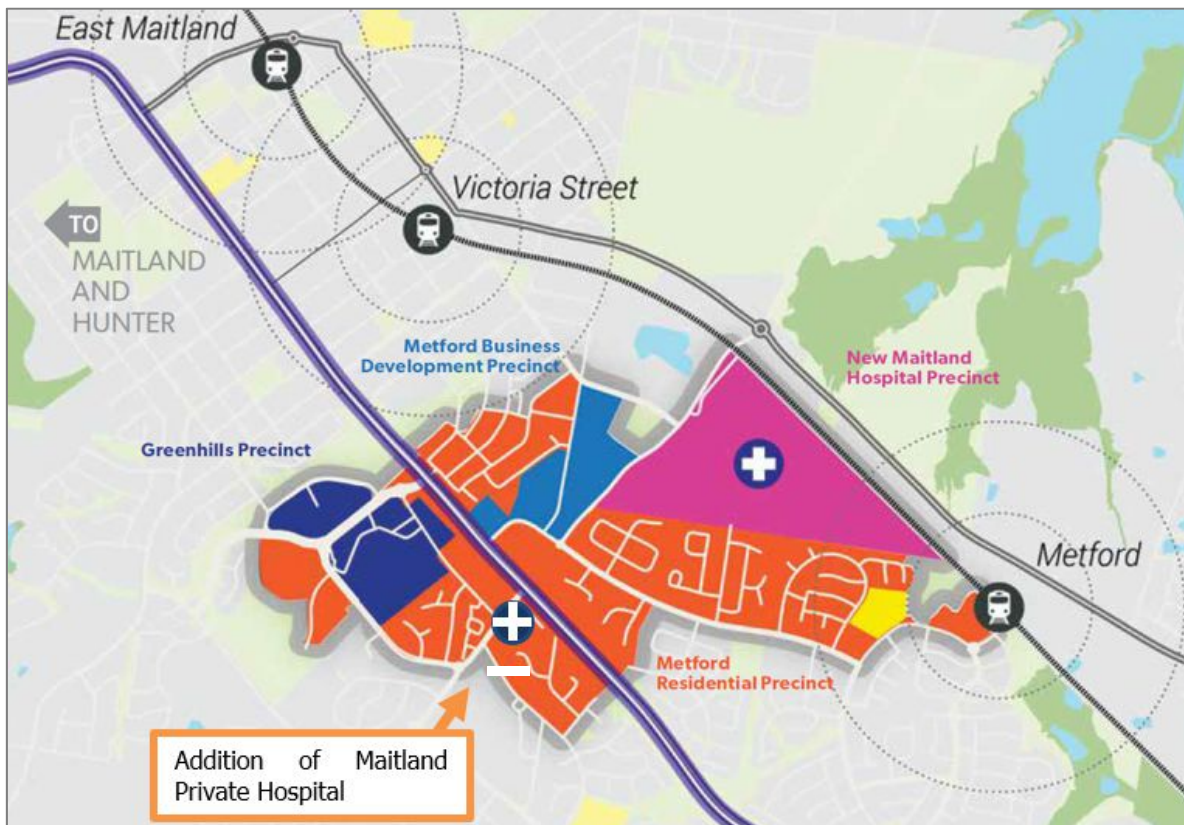 East Maitland
Victoria Street
TO
MAITLAND
AND
HUNTER
Metford Business
Development Precinct
New Maitland
Hospital Precinct
Greenhills Precinct
Metford
Metford
Residential Precinct
Addition of Maitland
Private Hospital